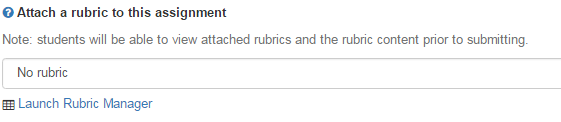 Attach a rubric to this assignment
Note: students will be able to view attached rubrics and the rubric content prior to submitting.
No rubric
Launch Rubric Manager